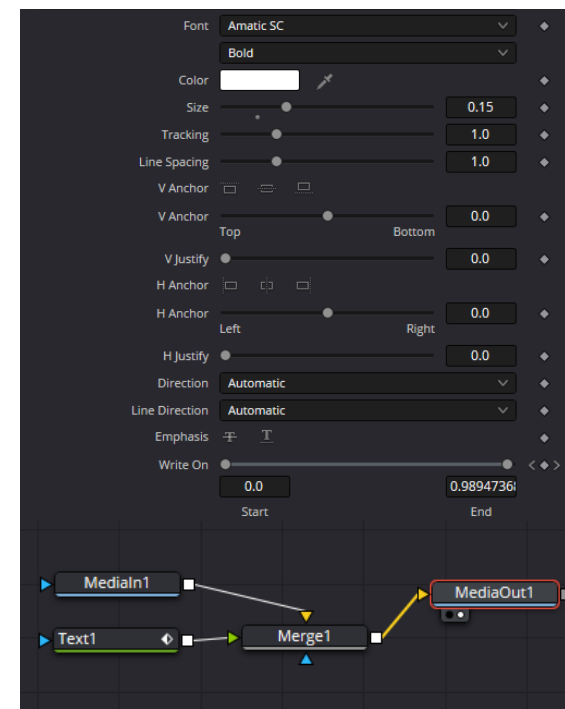 Font Amatic SC
Bold
Color
Size 0.15
Tracking 1.0
Line Spacing 1.0
V Anchor
V Anchor 0.0
Top Bottom
V Justify 0.0
H Anchor
H Anchor 0.0
Left Right
H Justify 0.0
Direction Automatic
Line Direction Automatic
Emphasis T T
Write On
0.0 0.9894736
Start End
MediaIn1
MediaOut1
Text1
Merge1